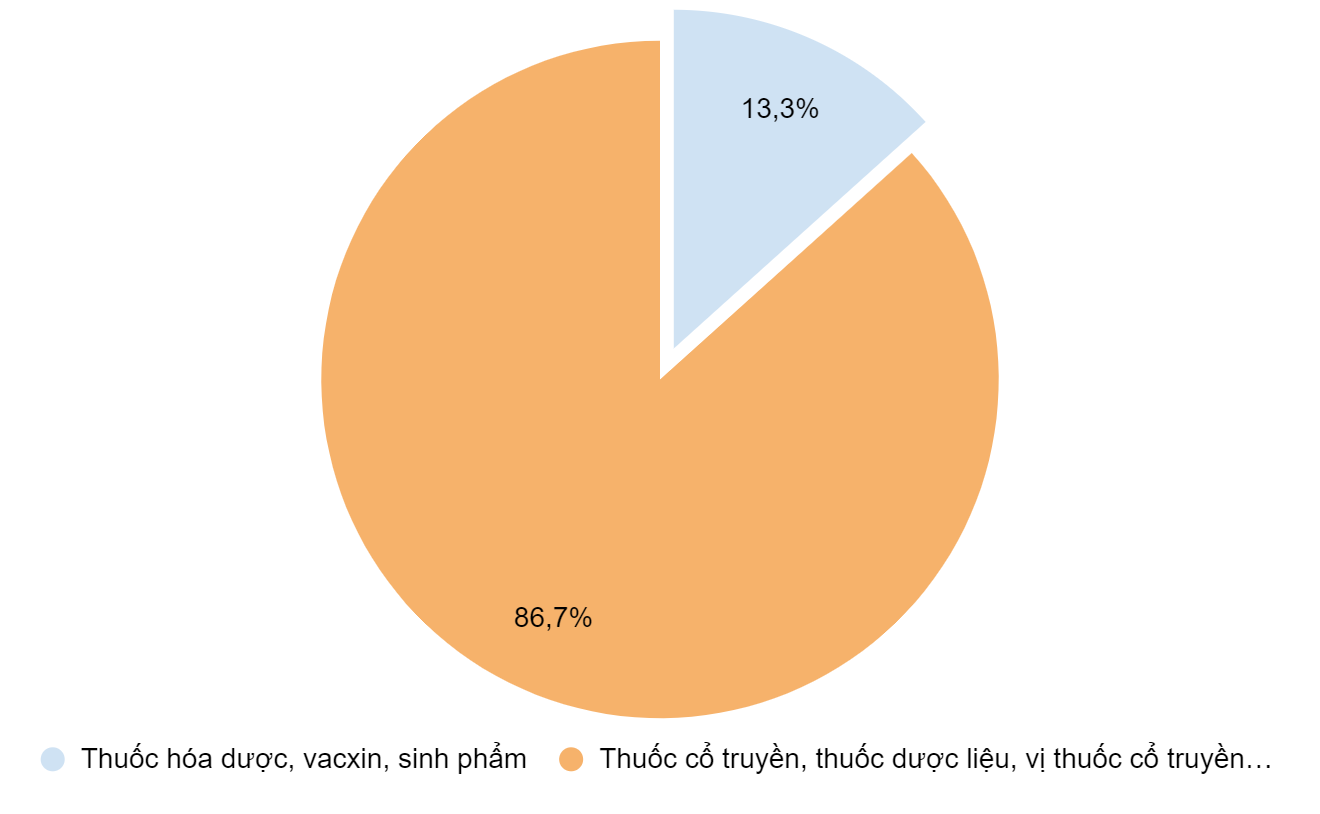 13,3%
86,7%
Thuốc hóa dược, vacxin, sinh phẩm
Thuốc cổ truyền, thuốc dược liệu, vị thuốc cổ truyền…